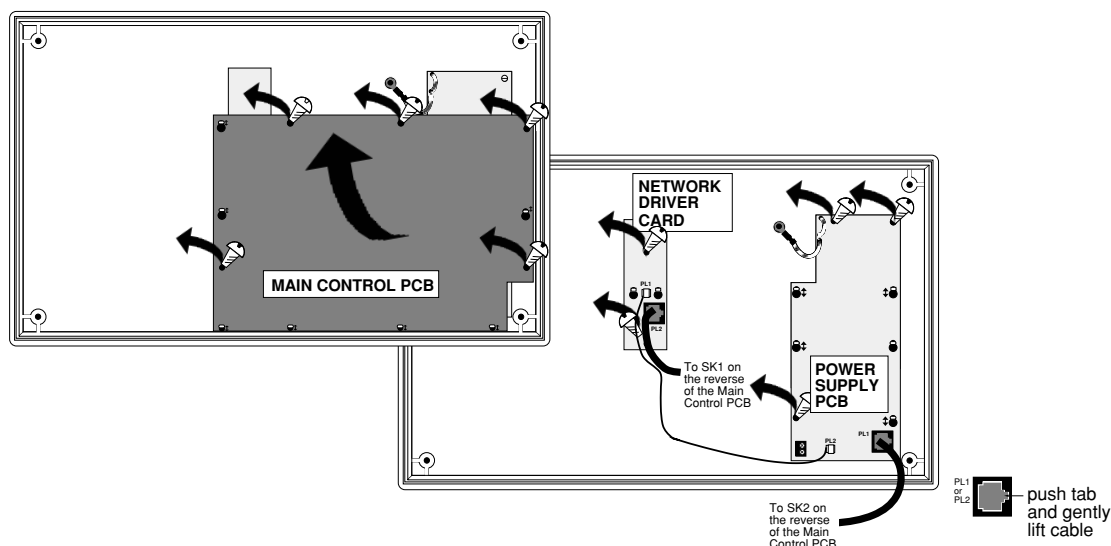 MAIN CONTROL PCB
NETWORK
DRIVER
CARD
PL1
PL2
To SK1 on
the reverse
of the Main
Control PCB
POWER
SUPPLY
PCB
PL2
PL1
To SK2 on
the reverse
of the Main
Control PCB
PL1
or
PL2
push tab
and gently
lift cable